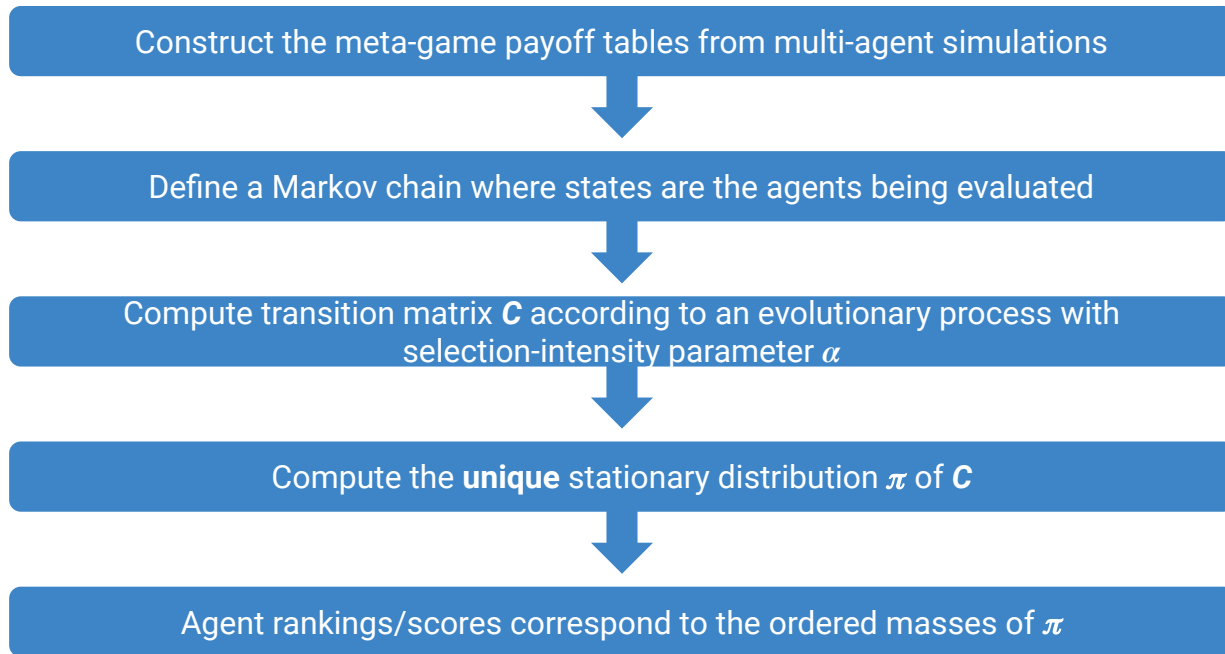 Construct the meta-game payoff tables from multi-agent simulations
Define a Markov chain where states are the agents being evaluated
Compute transition matrix C according to an evolutionary process with
selection-intensity parameter α
Compute the unique stationary distribution π of C
Agent rankings/scores correspond to the ordered masses of π